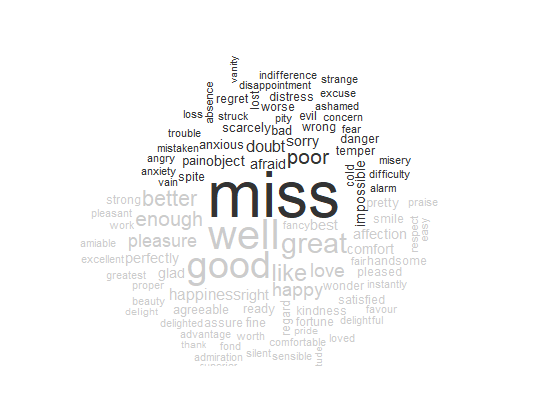 vanity
indifference
strange
disappointment
absence
lost
regret
distress
excuse
worse
ashamed
loss
struck
pity
evil
concern
scarcely
bad
wrong
fear
trouble
mistaken
anxious
doubt
sorry
danger
temper
angry
pain
object
afraid
poor
misery
anxiety
vain
spite
cold
impossible
difficulty
alarm
miss
strong
better
pretty
praise
pleasant
enough
smile
work
well
fancy
best
respect
easy
amiable
pleasure
great
affection
comfort
excellent
perfectly
good
fair
handsome
greatest
glad
like
love
pleased
proper
happy
wonder
instantly
beauty
happiness
right
satisfied
delight
agreeable
ready
regard
kindness
favour
delighted
assure
fine
fortune
delightful
advantage
worth
pride
thank
fond
comfortable
loved
admiration
silent
sensible
superior